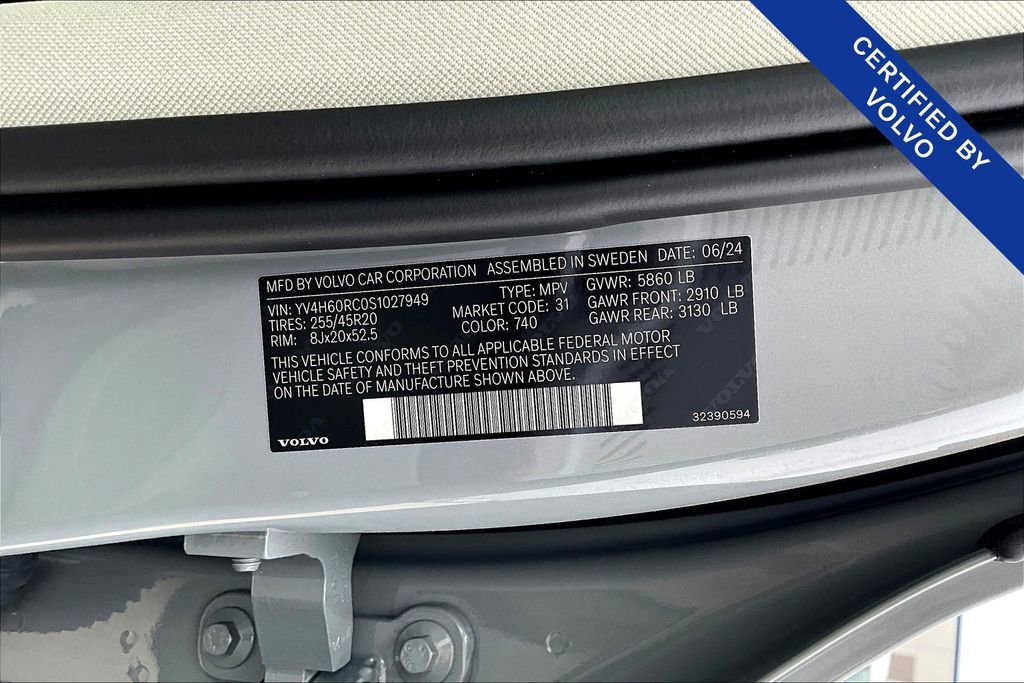 CERTIFIED BY
VOLVO
MFD BY VOLVO CAR CORPORATION ASSEMBLED IN SWEDEN DATE: 06/24
VIN: YV4H60RC0S1027949 TYPE: MPV GVWR: 5860 LB
TIRES: 255/45R20 MARKET CODE: 31 GAWR FRONT: 2910 LB
RIM: 8Jx20x52.5 COLOR: 740 GAWR REAR: 3130 LB
THIS VEHICLE CONFORMS TO ALL APPLICABLE FEDERAL MOTOR
VEHICLE SAFETY AND THEFT PREVENTION STANDARDS IN EFFECT
ON THE DATE OF MANUFACTURE SHOWN ABOVE.
VOLVO 32390594